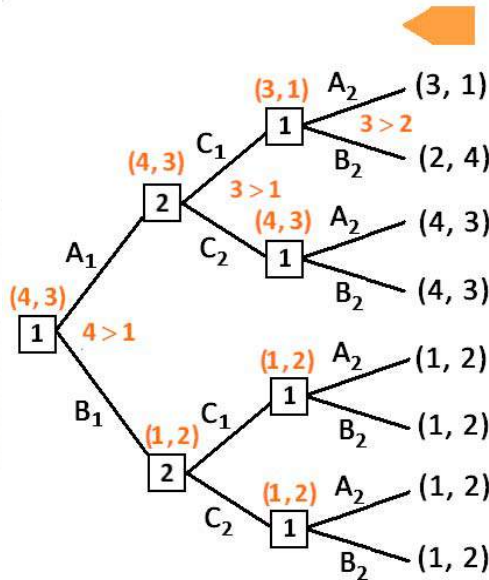 (3, 1)
A₂
(3, 1)
1
3 > 2
C₁
B₂
(2, 4)
(4, 3)
2
3 > 1
(4, 3)
A₂
(4, 3)
C₂
1
A₁
B₂
(4, 3)
(4, 3)
1
4 > 1
A₂
(1, 2)
(1, 2)
1
B₁
C₁
B₂
(1, 2)
(1, 2)
2
(1, 2)
A₂
(1, 2)
C₂
1
B₂
(1, 2)